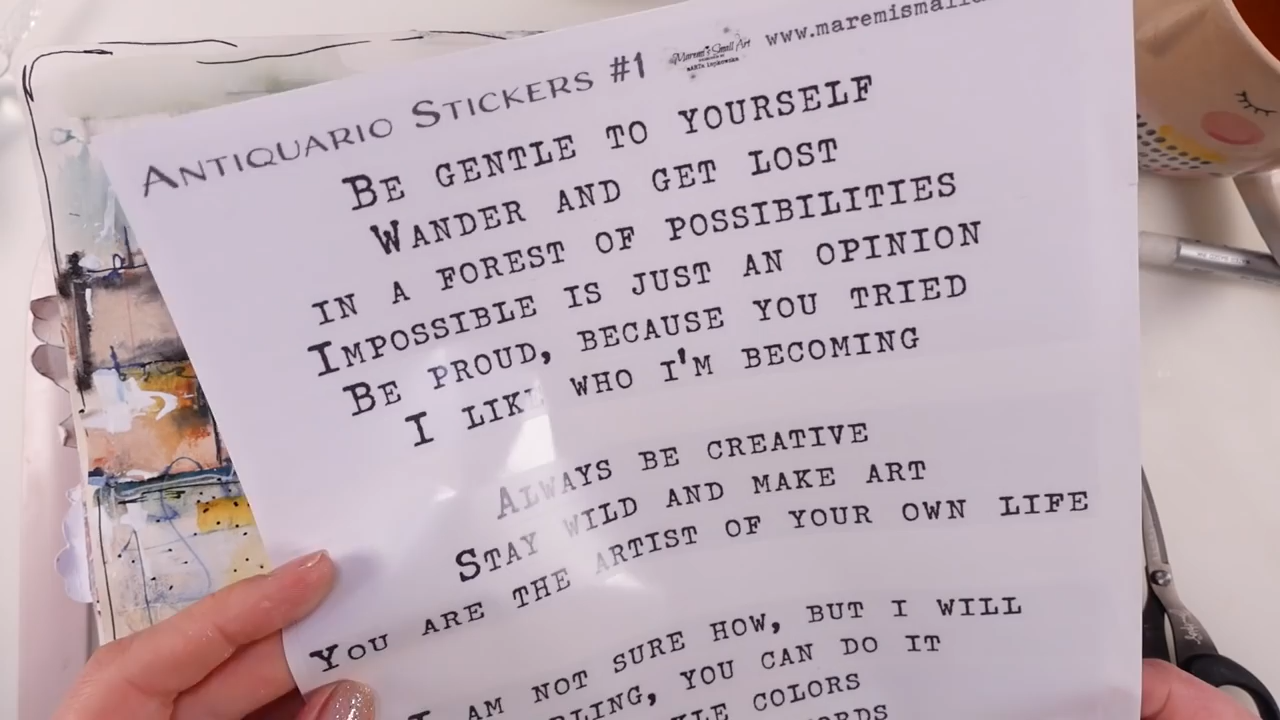 ANTIQUARIO STICKERS #1
Marem's Small Art
www.maremismall
BE GENTLE TO YOURSELF
WANDER AND GET LOST
IN A FOREST OF POSSIBILITIES
IMPOSSIBLE IS JUST AN OPINION
BE PROUD, BECAUSE YOU TRIED
I LIKE WHO I'M BECOMING
ALWAYS BE CREATIVE
STAY WILD AND MAKE ART
YOU ARE THE ARTIST OF YOUR OWN LIFE
I AM NOT SURE HOW, BUT I WILL
YOU CAN DO IT
COLORS